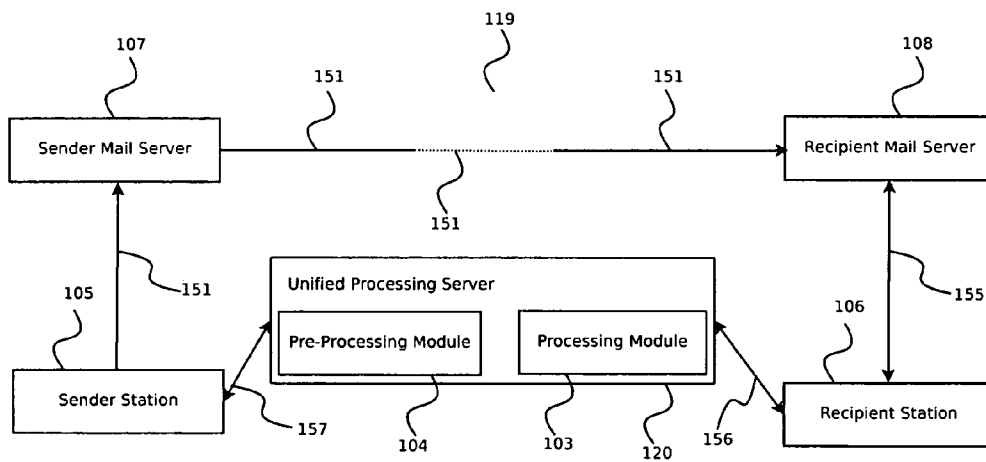 119
107
108
151
151
Sender Mail Server
Recipient Mail Server
151
151
155
105
106
Unified Processing Server
Pre-Processing Module
Processing Module
Sender Station
Recipient Station
157
104
103
120
156